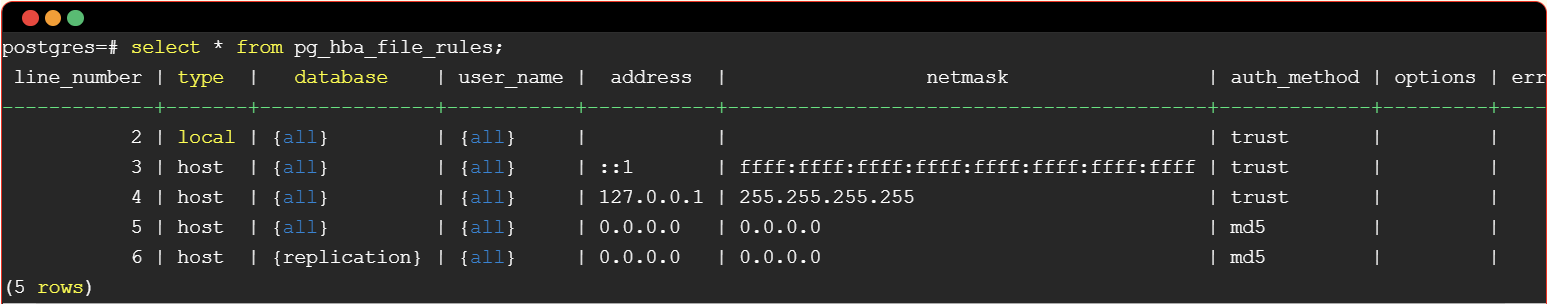 postgres=# select * from pg_hba_file_rules;
 line_number | type  |   database   | user_name |  address  |                 netmask                 | auth_method | options | err
-------------+-------+---------------+-----------+-----------+-----------------------------------------+-------------+---------+----
           2 | local | {all}         | {all}     |           |                                         | trust       |         |
           3 | host  | {all}         | {all}     | ::1       | ffff:ffff:ffff:ffff:ffff:ffff:ffff:ffff | trust       |         |
           4 | host  | {all}         | {all}     | 127.0.0.1 | 255.255.255.255                         | trust       |         |
           5 | host  | {all}         | {all}     | 0.0.0.0   | 0.0.0.0                                 | md5         |         |
           6 | host  | {replication} | {all}     | 0.0.0.0   | 0.0.0.0                                 | md5         |         |
(5 rows)